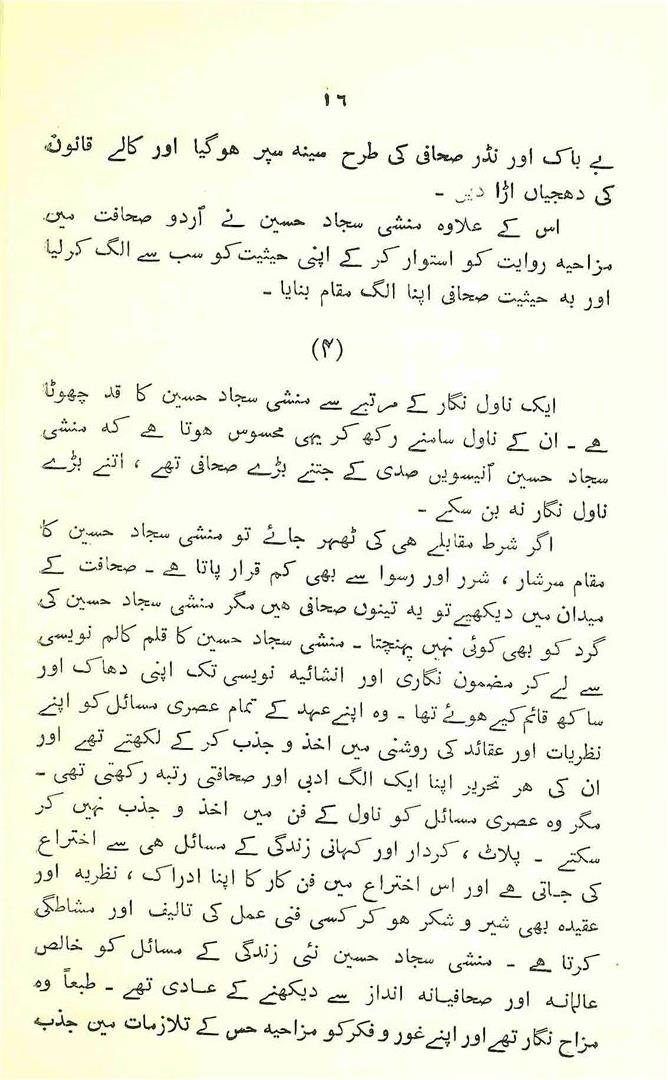 ۱۶
بے باک اور نڈر صحافی کی طرح سینہ سپر ہوگیا اور کالے قانون
کی دھجیاں اڑا دیں ۔
اس کے علاوہ منشی سجاد حسین نے اردو صحافت میں
مزاحیہ روایت کو استوار کر کے اپنی حیثیت کو سب سے الگ کرلیا
اور بہ حیثیت صحافی اپنا الگ مقام بنایا ۔
(۴)
ایک ناول نگار کے مرتبے سے منشی سجاد حسین کا قد چھوٹا
ہے ۔ ان کے ناول سامنے رکھ کر یہی محسوس ہوتا ہے کہ منشی
سجاد حسین انیسویں صدی کے جتنے بڑے صحافی تھے ، اتنے بڑے
ناول نگار نہ بن سکے ۔
اگر شرط مقابلے ہی کی ٹھہر جائے تو منشی سجاد حسین کا
مقام سرشار ، شرر اور رسوا سے بھی کم قرار پاتا ہے ۔ صحافت کے
میدان میں دیکھیے تو یہ تینوں صحافی ہیں مگر منشی سجاد حسین کی
گرد کو بھی کوئی نہیں پہنچتا ۔ منشی سجاد حسین کا قلم کالم نویسی
سے لے کر مضمون نگاری اور انشائیہ نویسی تک اپنی دھاک اور
ساکھ قائم کیے ہوئے تھا ۔ وہ اپنے عہد کے تمام عصری مسائل کو اپنے
نظریات اور عقائد کی روشنی میں اخذ و جذب کر کے لکھتے تھے اور
ان کی ہر تحریر اپنا ایک الگ ادبی اور صحافتی رتبہ رکھتی تھی ۔
مگر وہ عصری مسائل کو ناول کے فن میں اخذ و جذب نہیں کر
سکتے ۔ پلاٹ ، کردار اور کہانی زندگی کے مسائل ہی سے اختراع
کی جاتی ہے اور اس اختراع میں فن کار کا اپنا ادراک ، نظریہ اور
عقیدہ بھی شیر و شکر ہو کر کسی فنی عمل کی تالیف اور مشاطگی
کرتا ہے ۔ منشی سجاد حسین نئی زندگی کے مسائل کو خالص
عالمانہ اور صحافیانہ انداز سے دیکھنے کے عادی تھے ۔ طبعاً وہ
مزاح نگار تھے اور اپنے غور و فکر کو مزاحیہ حس کے تلازمات میں جذب